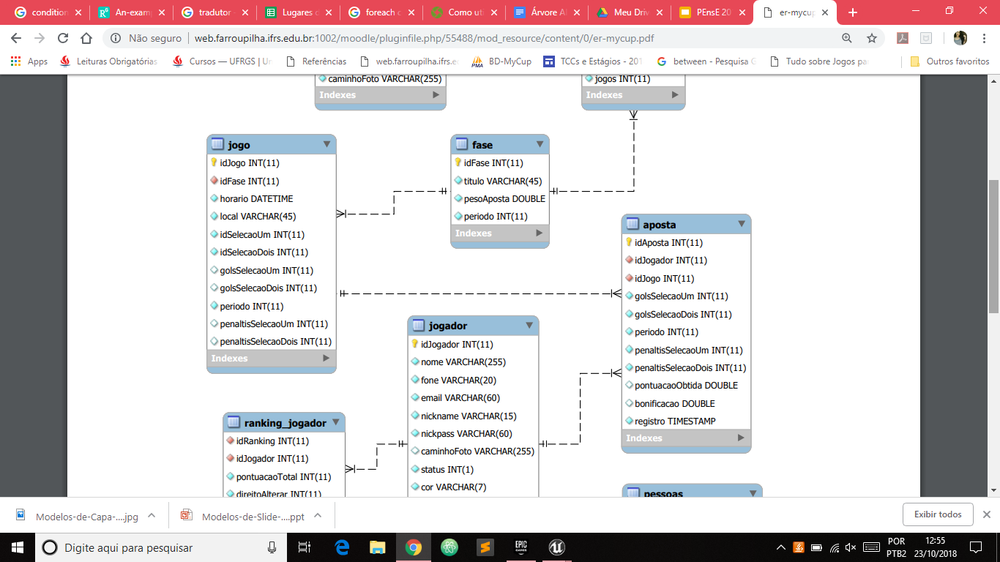 condition
An-examp
tradutor
Lugares
foreach
Como uti
Árvore A
Meu Driv
PEnsE 20
er-mycup
Não seguro
web.farroupilha.ifrs.edu.br:1002/moodle/pluginfile.php/55488/mod_resource/content/0/er-mycup.pdf
Apps
Leituras Obrigatórias
Cursos — UFRGS | Un
Referências
web.farroupilha.ifrs.e
PMA
BD-MyCup
TCCs e Estágios - 201
between - Pesquisa G
Tudo sobre Jogos pa
Outros favoritos
caminhoFoto VARCHAR(255)
Indexes
jogos INT(11)
Indexes
jogo
idJogo INT(11)
idFase INT(11)
horario DATETIME
local VARCHAR(45)
idSelecaoUm INT(11)
idSelecaoDois INT(11)
golsSelecaoUm INT(11)
golsSelecaoDois INT(11)
periodo INT(11)
penaltisSelecaoUm INT(11)
penaltisSelecaoDois INT(11)
Indexes
fase
idFase INT(11)
titulo VARCHAR(45)
pesoAposta DOUBLE
periodo INT(11)
Indexes
aposta
idAposta INT(11)
idJogador INT(11)
idJogo INT(11)
golsSelecaoUm INT(11)
golsSelecaoDois INT(11)
periodo INT(11)
penaltisSelecaoUm INT(11)
penaltisSelecaoDois INT(11)
pontuacaoObtida DOUBLE
bonificacao DOUBLE
registro TIMESTAMP
Indexes
jogador
idJogador INT(11)
nome VARCHAR(255)
fone VARCHAR(20)
email VARCHAR(60)
nickname VARCHAR(15)
nickpass VARCHAR(60)
caminhoFoto VARCHAR(255)
status INT(1)
cor VARCHAR(7)
ranking_jogador
idRanking INT(11)
idJogador INT(11)
pontuacaoTotal INT(11)
direitoAlterar INT(11)
pessoas
Modelos-de-Capa-....jpg
Modelos-de-Slide-....ppt
Exibir todos
Digite aqui para pesquisar
EPIC
GAMES
POR
PTB2
12:55
23/10/2018